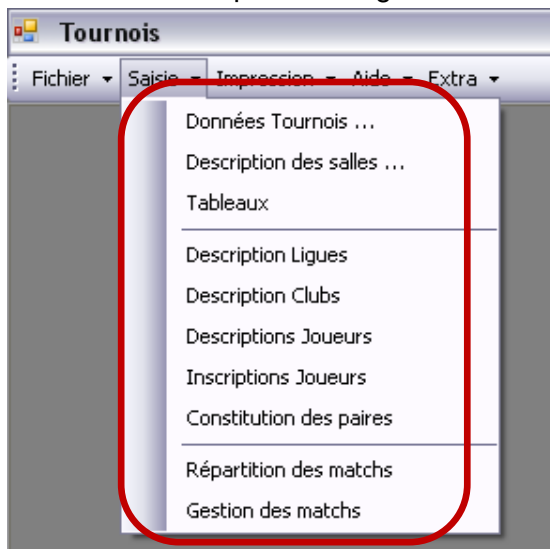 Tournois
Fichier Saisie Impression Aide Extra
Données Tournois ...
Description des salles ...
Tableaux
Description Ligues
Description Clubs
Descriptions Joueurs
Inscriptions Joueurs
Constitution des paires
Répartition des matchs
Gestion des matchs